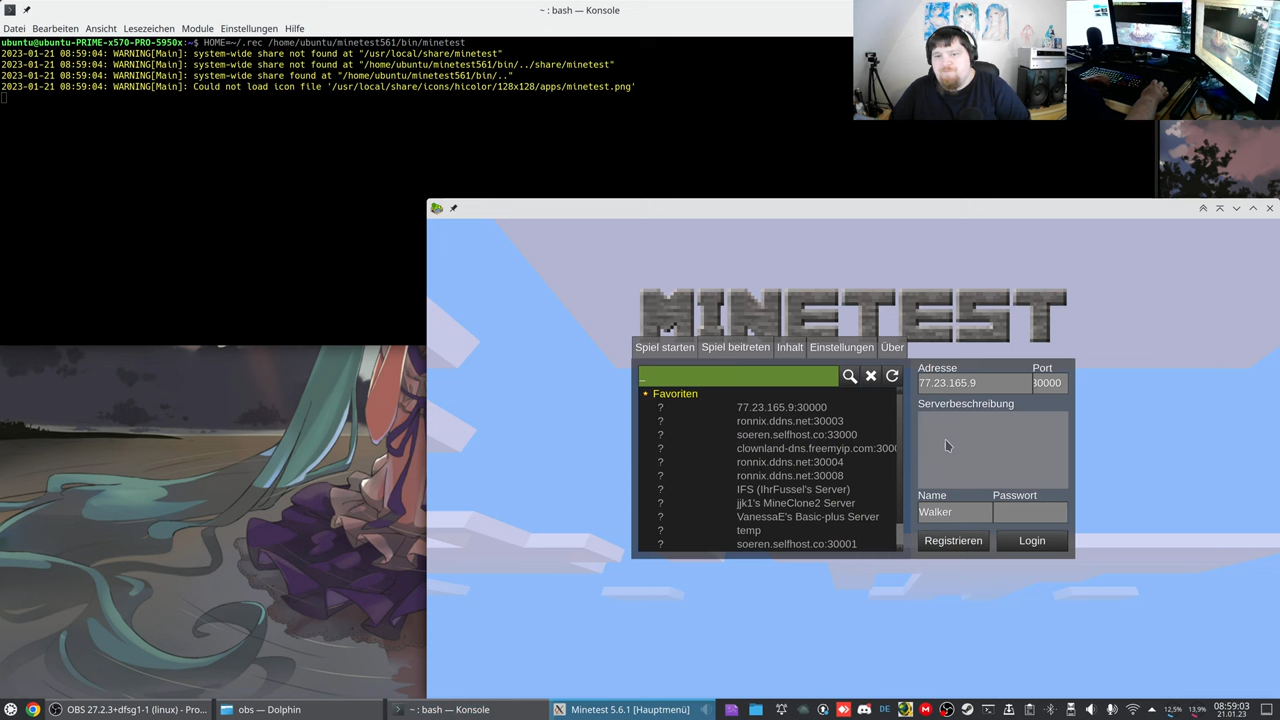 ~ : bash — Konsole
Datei Bearbeiten Ansicht Lesezeichen Module Einstellungen Hilfe
ubuntu@ubuntu-PRIME-x570-PRO-5950x:~$ HOME=~/.rec /home/ubuntu/minetest561/bin/minetest
2023-01-21 08:59:04: WARNING[Main]: system-wide share not found at "/usr/local/share/minetest"
2023-01-21 08:59:04: WARNING[Main]: system-wide share not found at "/home/ubuntu/minetest561/bin/../share/minetest"
2023-01-21 08:59:04: WARNING[Main]: system-wide share found at "/home/ubuntu/minetest561/bin/.."
2023-01-21 08:59:04: WARNING[Main]: Could not load icon file '/usr/local/share/icons/hicolor/128x128/apps/minetest.png'
MINETEST
Spiel starten Spiel beitreten Inhalt Einstellungen Über
Adresse Port
77.23.165.9 30000
Favoriten
Serverbeschreibung
? 77.23.165.9:30000
? ronnix.ddns.net:30003
? soeren.selfhost.co:33000
? clownland-dns.freemyip.com:300
? ronnix.ddns.net:30004
? ronnix.ddns.net:30008
? IFS (IhrFussel's Server)
? jjk1's MineClone2 Server
? VanessaE's Basic-plus Server
? temp
? soeren.selfhost.co:30001
Name Passwort
Walker
Registrieren Login
OBS 27.2.3+dfsg1-1 (linux) - Pro... obs — Dolphin ~ : bash — Konsole Minetest 5.6.1 [Hauptmenü] DE 12,5% 13,9% 08:59:03
21.01.23